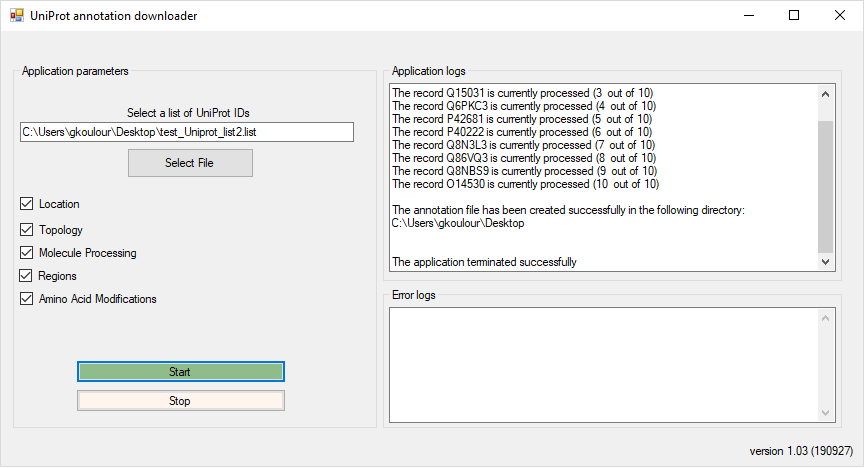 UniProt annotation downloader
Application parameters
Select a list of UniProt IDs
C:\Users\gkoulour\Desktop\test_Uniprot_list2.list
Select File
Location
Topology
Molecule Processing
Regions
Amino Acid Modifications
Start
Stop
Application logs
The record Q15031 is currently processed (3 out of 10)
The record Q6PKC3 is currently processed (4 out of 10)
The record P42681 is currently processed (5 out of 10)
The record P40222 is currently processed (6 out of 10)
The record Q8N3L3 is currently processed (7 out of 10)
The record Q86VQ3 is currently processed (8 out of 10)
The record Q8NBS9 is currently processed (9 out of 10)
The record O14530 is currently processed (10 out of 10)
The annotation file has been created successfully in the following directory:
C:\Users\gkoulour\Desktop
The application terminated successfully
Error logs
version 1.03 (190927)